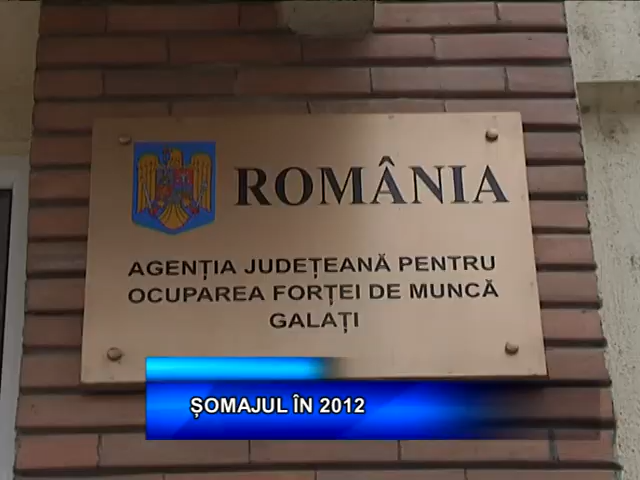 ROMÂNIA
AGENȚIA JUDEȚEANĂ PENTRU
OCUPAREA FORȚEI DE MUNCĂ
GALAȚI
ȘOMAJUL ÎN 2012